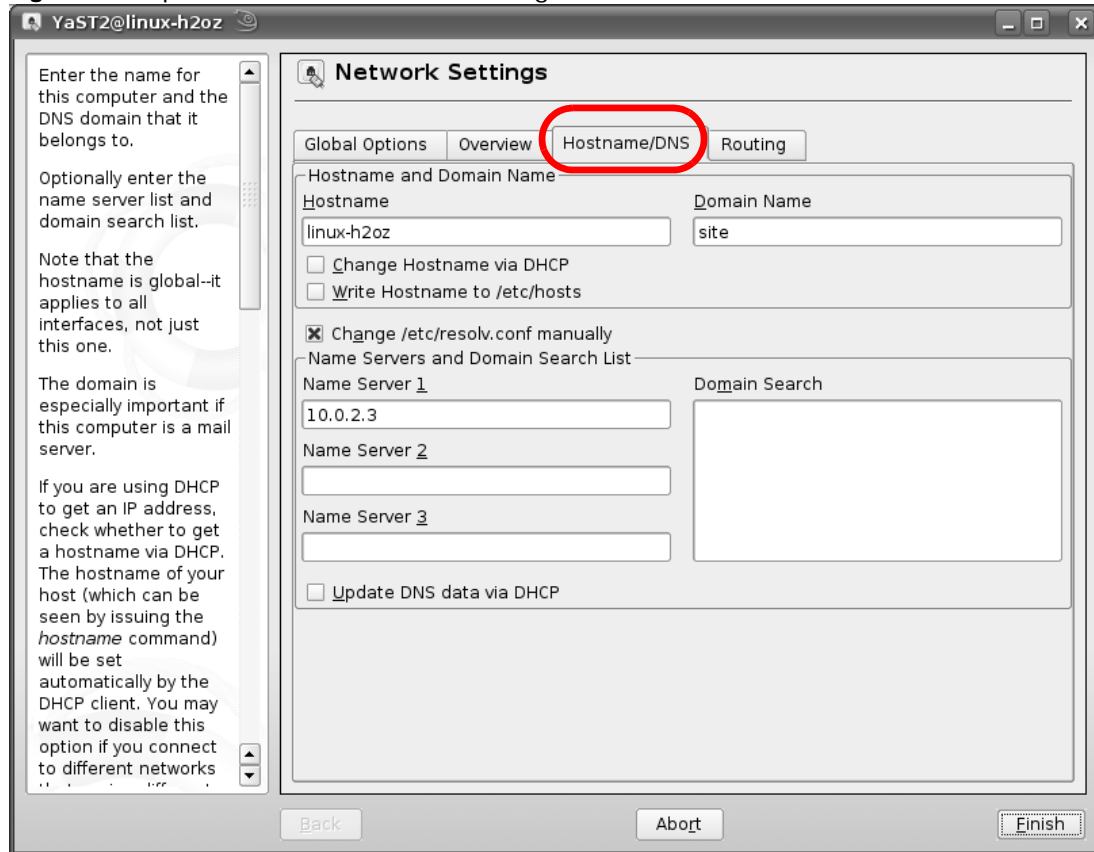 YaST2@linux-h2oz
Enter the name for
this computer and the
DNS domain that it
belongs to.
Optionally enter the
name server list and
domain search list.
Note that the
hostname is global--it
applies to all
interfaces, not just
this one.
The domain is
especially important if
this computer is a mail
server.
If you are using DHCP
to get an IP address,
check whether to get
a hostname via DHCP.
The hostname of your
host (which can be
seen by issuing the
hostname command)
will be set
automatically by the
DHCP client. You may
want to disable this
option if you connect
to different networks
Network Settings
Global Options
Overview
Hostname/DNS
Routing
Hostname and Domain Name
Hostname
Domain Name
linux-h2oz
site
Change Hostname via DHCP
Write Hostname to /etc/hosts
Change /etc/resolv.conf manually
Name Servers and Domain Search List
Name Server 1
Domain Search
10.0.2.3
Name Server 2
Name Server 3
Update DNS data via DHCP
Back
Abort
Finish